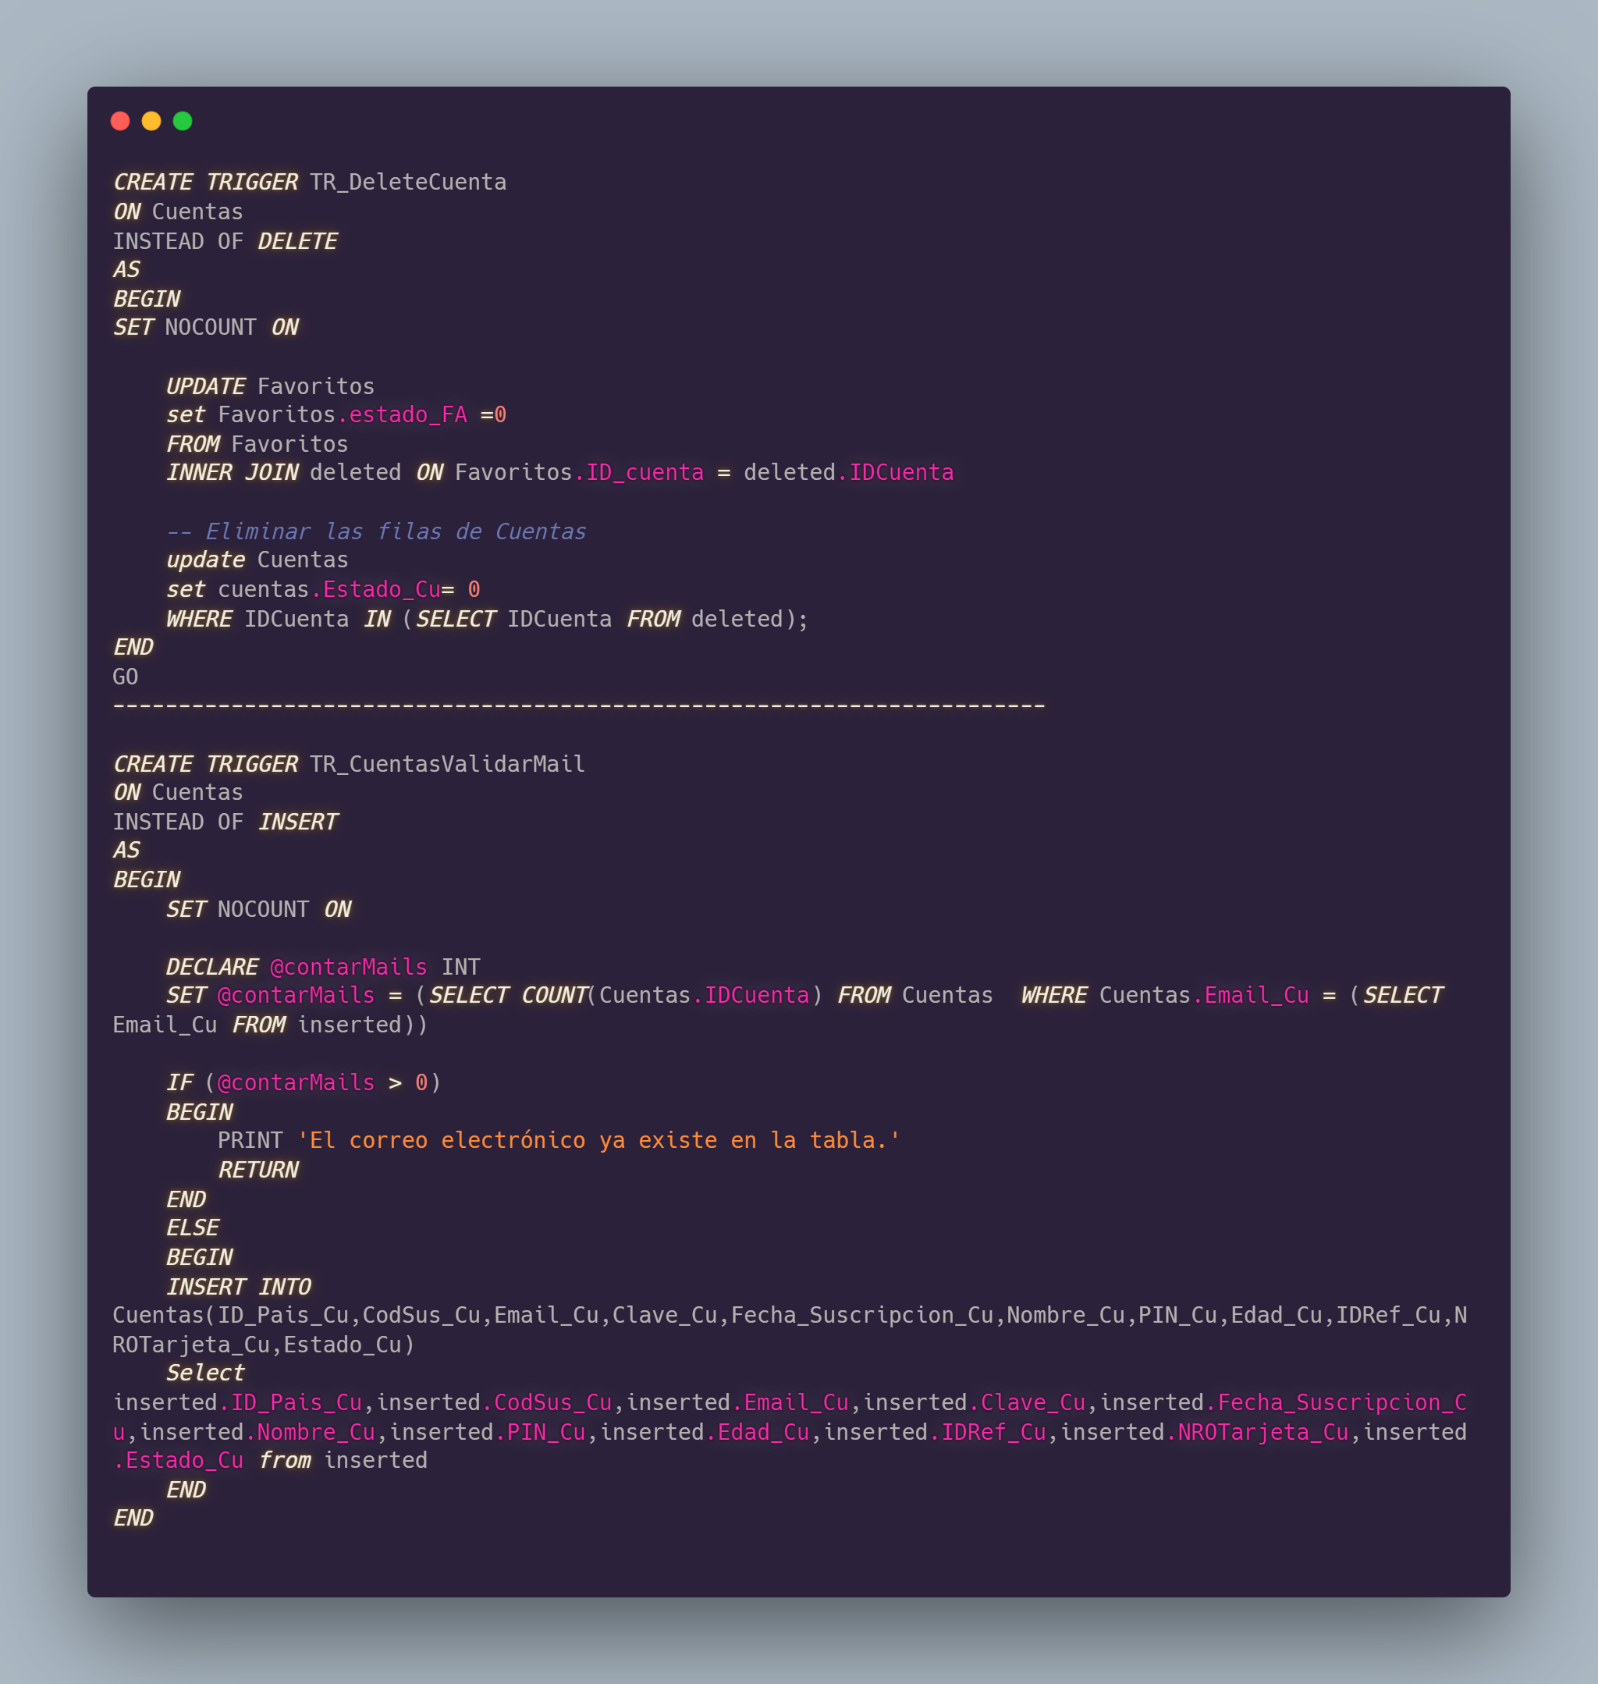 CREATE TRIGGER TR_DeleteCuenta
ON Cuentas
INSTEAD OF DELETE
AS
BEGIN
SET NOCOUNT ON
UPDATE Favoritos
set Favoritos.estado_FA =0
FROM Favoritos
INNER JOIN deleted ON Favoritos.ID_cuenta = deleted.IDCuenta
-- Eliminar las filas de Cuentas
update Cuentas
set cuentas.Estado_Cu= 0
WHERE IDCuenta IN (SELECT IDCuenta FROM deleted);
END
GO
-----------------------------------------------------------------------
CREATE TRIGGER TR_CuentasValidarMail
ON Cuentas
INSTEAD OF INSERT
AS
BEGIN
SET NOCOUNT ON
DECLARE @contarMails INT
SET @contarMails = (SELECT COUNT(Cuentas.IDCuenta) FROM Cuentas  WHERE Cuentas.Email_Cu = (SELECT
Email_Cu FROM inserted))
IF (@contarMails > 0)
BEGIN
PRINT 'El correo electrónico ya existe en la tabla.'
RETURN
END
ELSE
BEGIN
INSERT INTO
Cuentas(ID_Pais_Cu,CodSus_Cu,Email_Cu,Clave_Cu,Fecha_Suscripcion_Cu,Nombre_Cu,PIN_Cu,Edad_Cu,IDRef_Cu,N
ROTarjeta_Cu,Estado_Cu)
Select
inserted.ID_Pais_Cu,inserted.CodSus_Cu,inserted.Email_Cu,inserted.Clave_Cu,inserted.Fecha_Suscripcion_C
u,inserted.Nombre_Cu,inserted.PIN_Cu,inserted.Edad_Cu,inserted.IDRef_Cu,inserted.NROTarjeta_Cu,inserted
.Estado_Cu from inserted
END
END